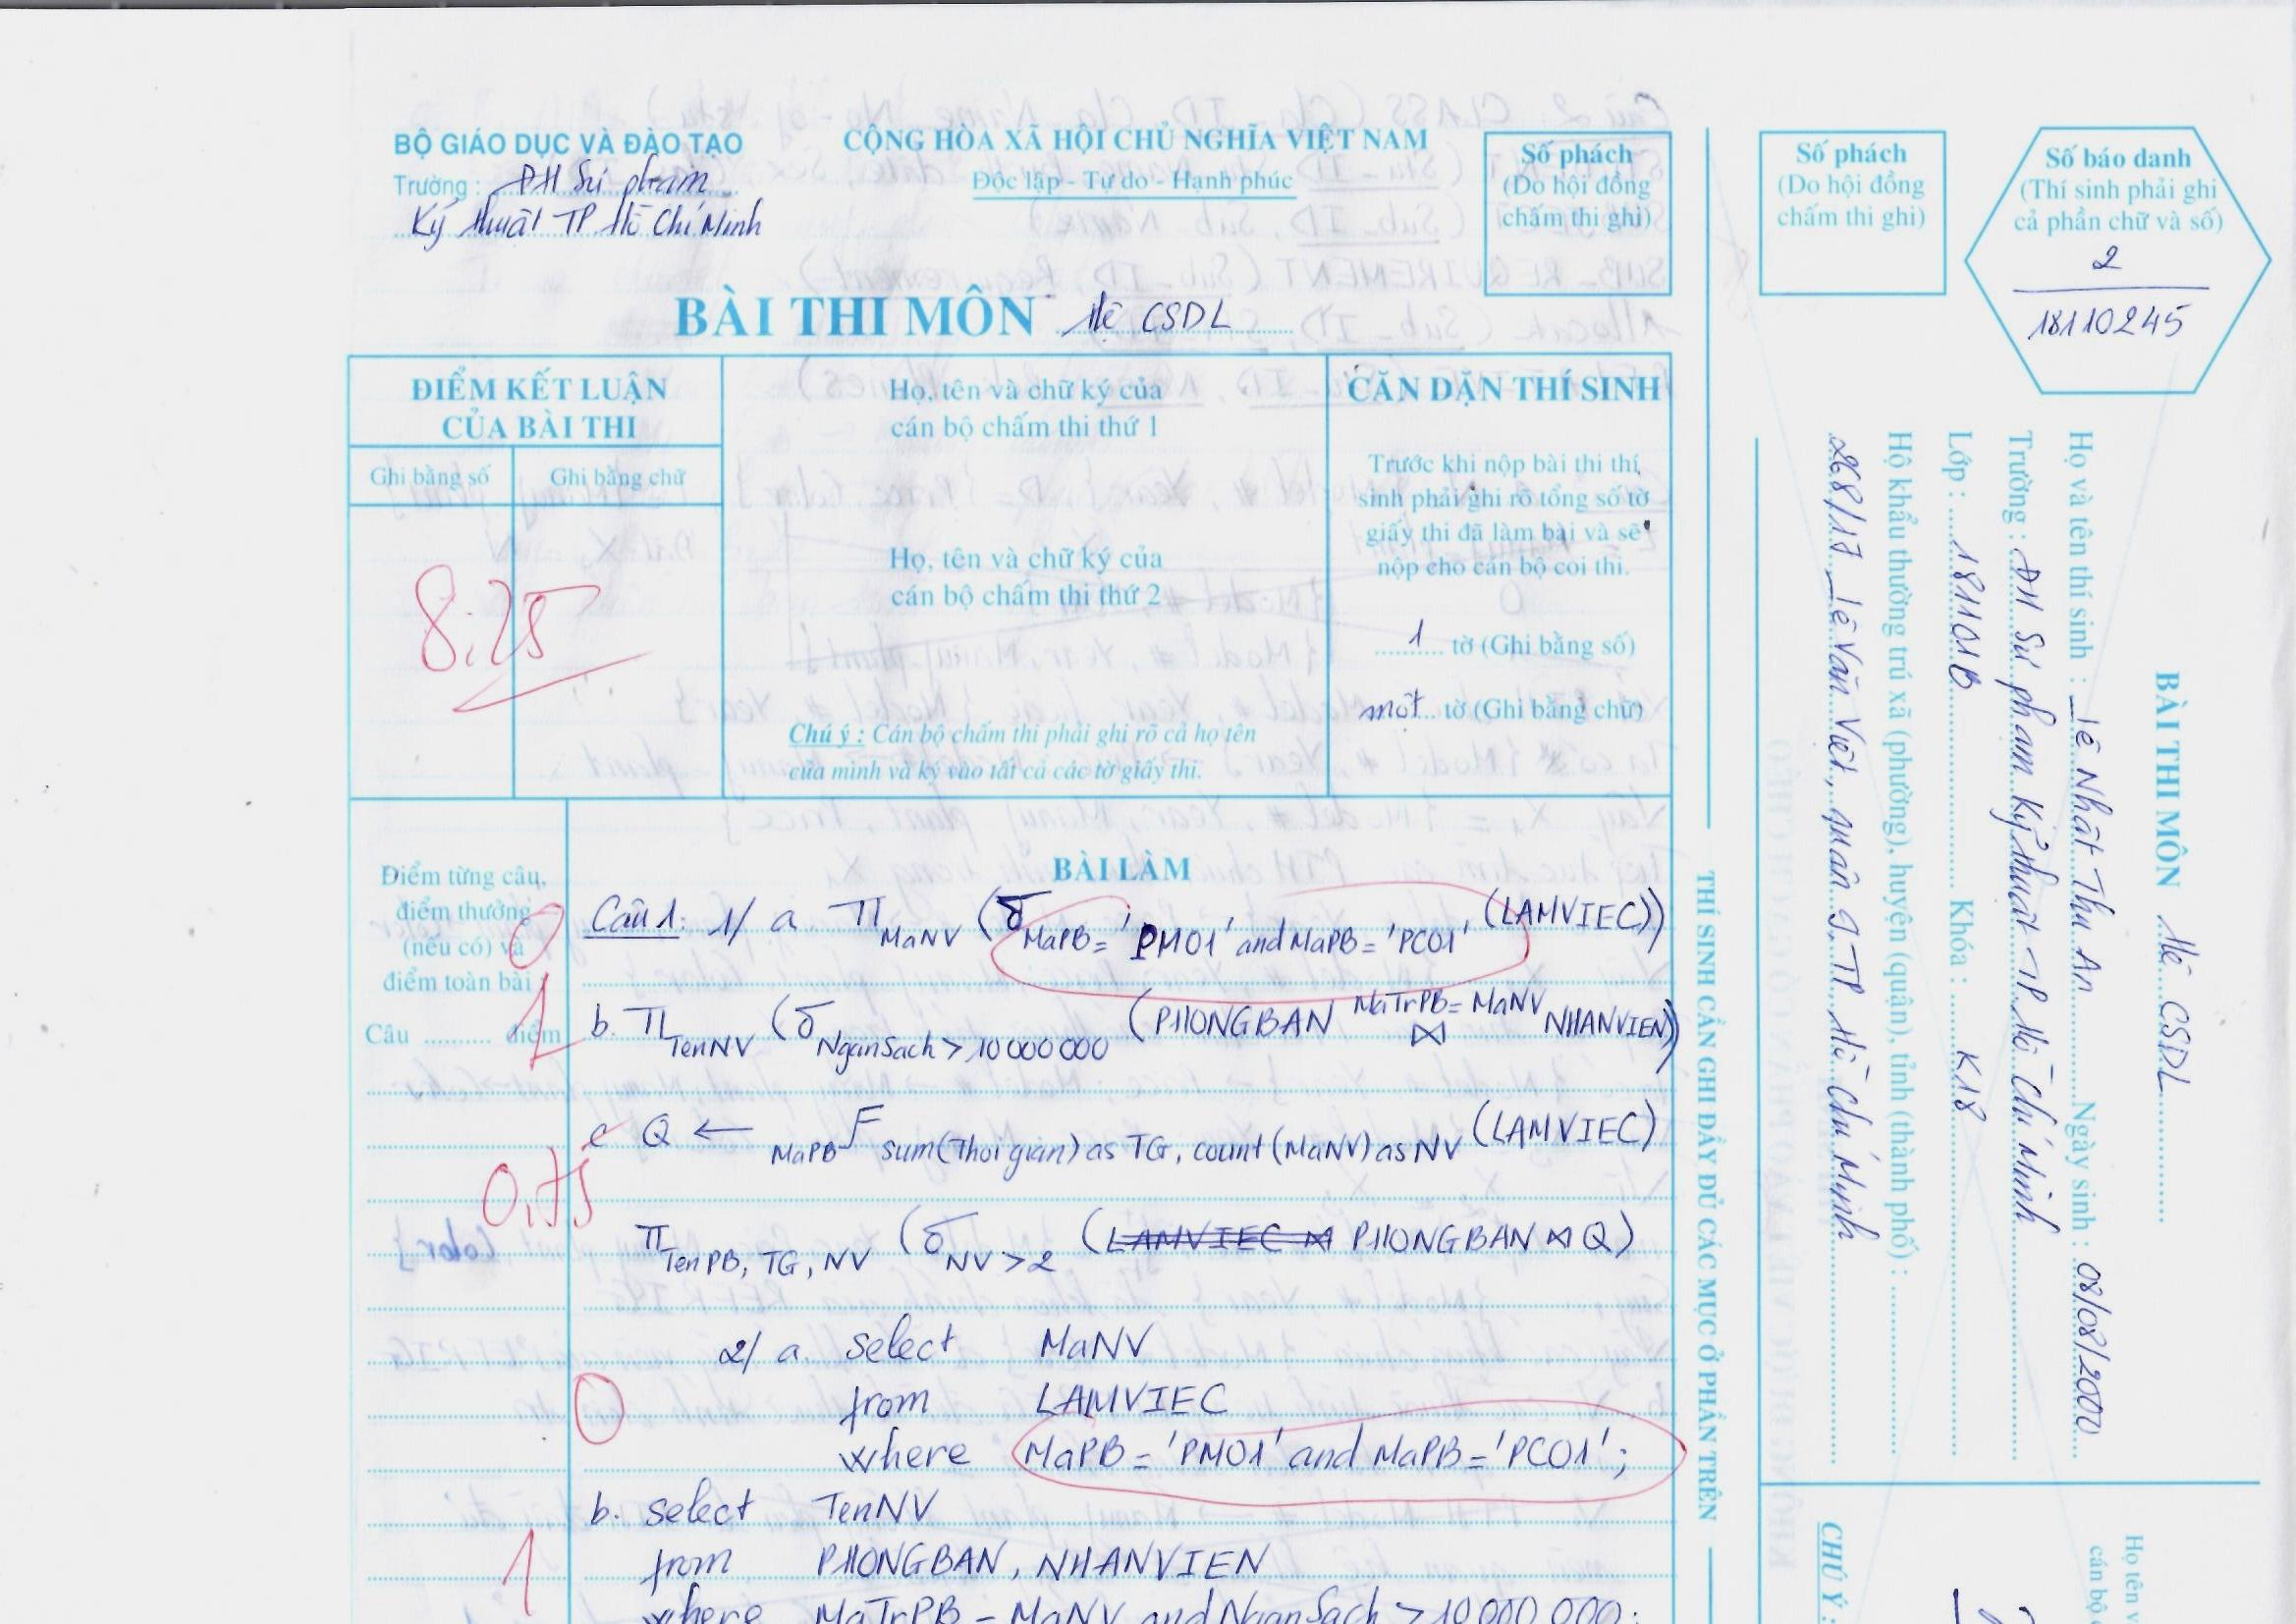 BỘ GIÁO DỤC VÀ ĐÀO TẠO
Trường : ĐH Sư phạm
Kỹ thuật TP Hồ Chí Minh
CỘNG HÒA XÃ HỘI CHỦ NGHĨA VIỆT NAM
Độc lập - Tự do - Hạnh phúc
Số phách
(Do hội đồng
chấm thi ghi)
BÀI THI MÔN Hệ CSDL
ĐIỂM KẾT LUẬN
CỦA BÀI THI
Ghi bằng số
Ghi bằng chữ
8.25
Họ, tên và chữ ký của
cán bộ chấm thi thứ 1
Họ, tên và chữ ký của
cán bộ chấm thi thứ 2
Chú ý : Cán bộ chấm thi phải ghi rõ cả họ tên
của mình và ký vào tất cả các tờ giấy thi.
CĂN DẶN THÍ SINH
Trước khi nộp bài thi thí
sinh phải ghi rõ tổng số tờ
giấy thi đã làm bài và sẽ
nộp cho cán bộ coi thi.
1 tờ (Ghi bằng số)
một tờ (Ghi bằng chữ)
Điểm từng câu,
điểm thưởng
(nếu có) và
điểm toàn bài
Câu .......... điểm
0
1
0,75
0
1
BÀI LÀM
Câu 1: 1/ a. π MaNV (σ MaPB = 'PM01' and MaPB = 'PC01' (LAMVIEC))
b. π TenNV (σ NganSach > 10 000 000 (PHONGBAN ⋈ MaTrPB = MaNV NHANVIEN))
c Q ← MaPB F sum(Thoi gian) as TG, count (MaNV) as NV (LAMVIEC)
π TenPB, TG, NV (σ NV > 2 (LAMVIEC ⋈ PHONGBAN ⋈ Q)
2/ a. select MaNV
from LAMVIEC
where MaPB = 'PM01' and MaPB = 'PC01';
b. select TenNV
from PHONGBAN, NHANVIEN
where MaTrPB = MaNV and NganSach > 10 000 000;
THÍ SINH CẦN GHI ĐẦY ĐỦ CÁC MỤC Ở PHẦN TRÊN
Số phách
(Do hội đồng
chấm thi ghi)
Số báo danh
(Thí sinh phải ghi
cả phần chữ và số)
2
18110245
BÀI THI MÔN Hệ CSDL
Họ và tên thí sinh : Lê Nhật Thu An Ngày sinh : 08/08/2000
Trường : ĐH Sư phạm Kỹ thuật TP Hồ Chí Minh
Lớp : 181101B Khóa : K18
Hộ khẩu thường trú xã (phường), huyện (quận), tỉnh (thành phố) :
268/17 Lê Văn Việt, quận 9, TP Hồ Chí Minh
Họ tên v
cán bộ
CHÚ Ý :